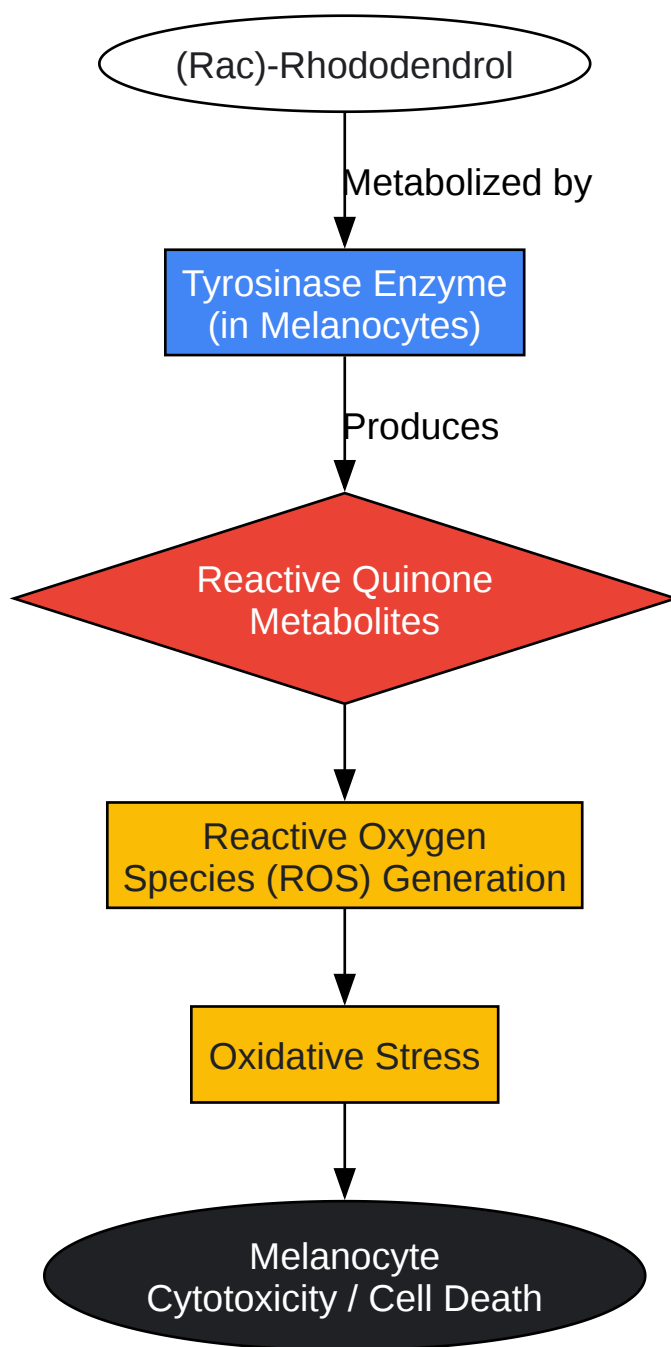 (Rac)-Rhododendrol
Metabolized by
Tyrosinase Enzyme
(in Melanocytes)
Produces
Reactive Quinone
Metabolites
Reactive Oxygen
Species (ROS) Generation
Oxidative Stress
Melanocyte
Cytotoxicity / Cell Death